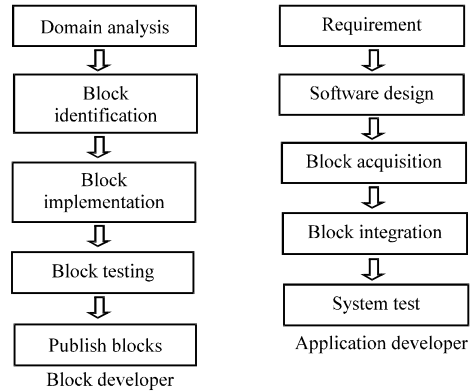 Domain analysis
Block
identification
Block
implementation
Block testing
Publish blocks
Block developer
Requirement
Software design
Block acquisition
Block integration
System test
Application developer